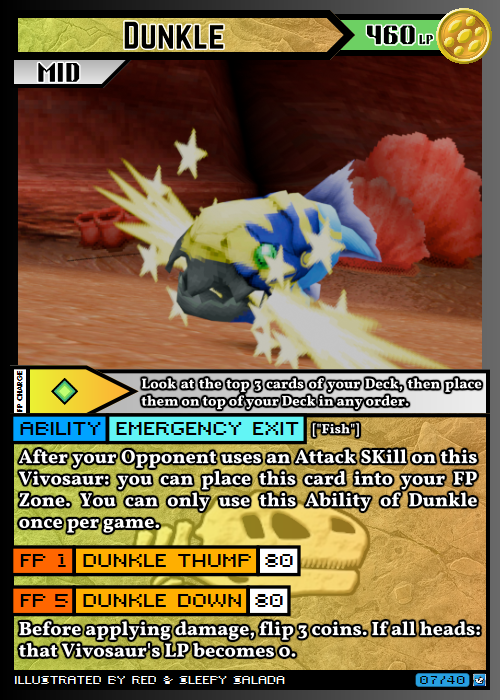 DUNKLE
460 LP
MID
FP CHARGE
Look at the top 3 cards of your Deck, then place
them on top of your Deck in any order.
ABILITY EMERGENCY EXIT ["Fish"]
After your Opponent uses an Attack SKill on this
Vivosaur: you can place this card into your FP
Zone. You can only use this Ability of Dunkle
once per game.
FP 1 DUNKLE THUMP 80
FP 5 DUNKLE DOWN 80
Before applying damage, flip 3 coins. If all heads:
that Vivosaur's LP becomes 0.
ILLUSTRATED BY RED & SLEEPY SALADA
07/40